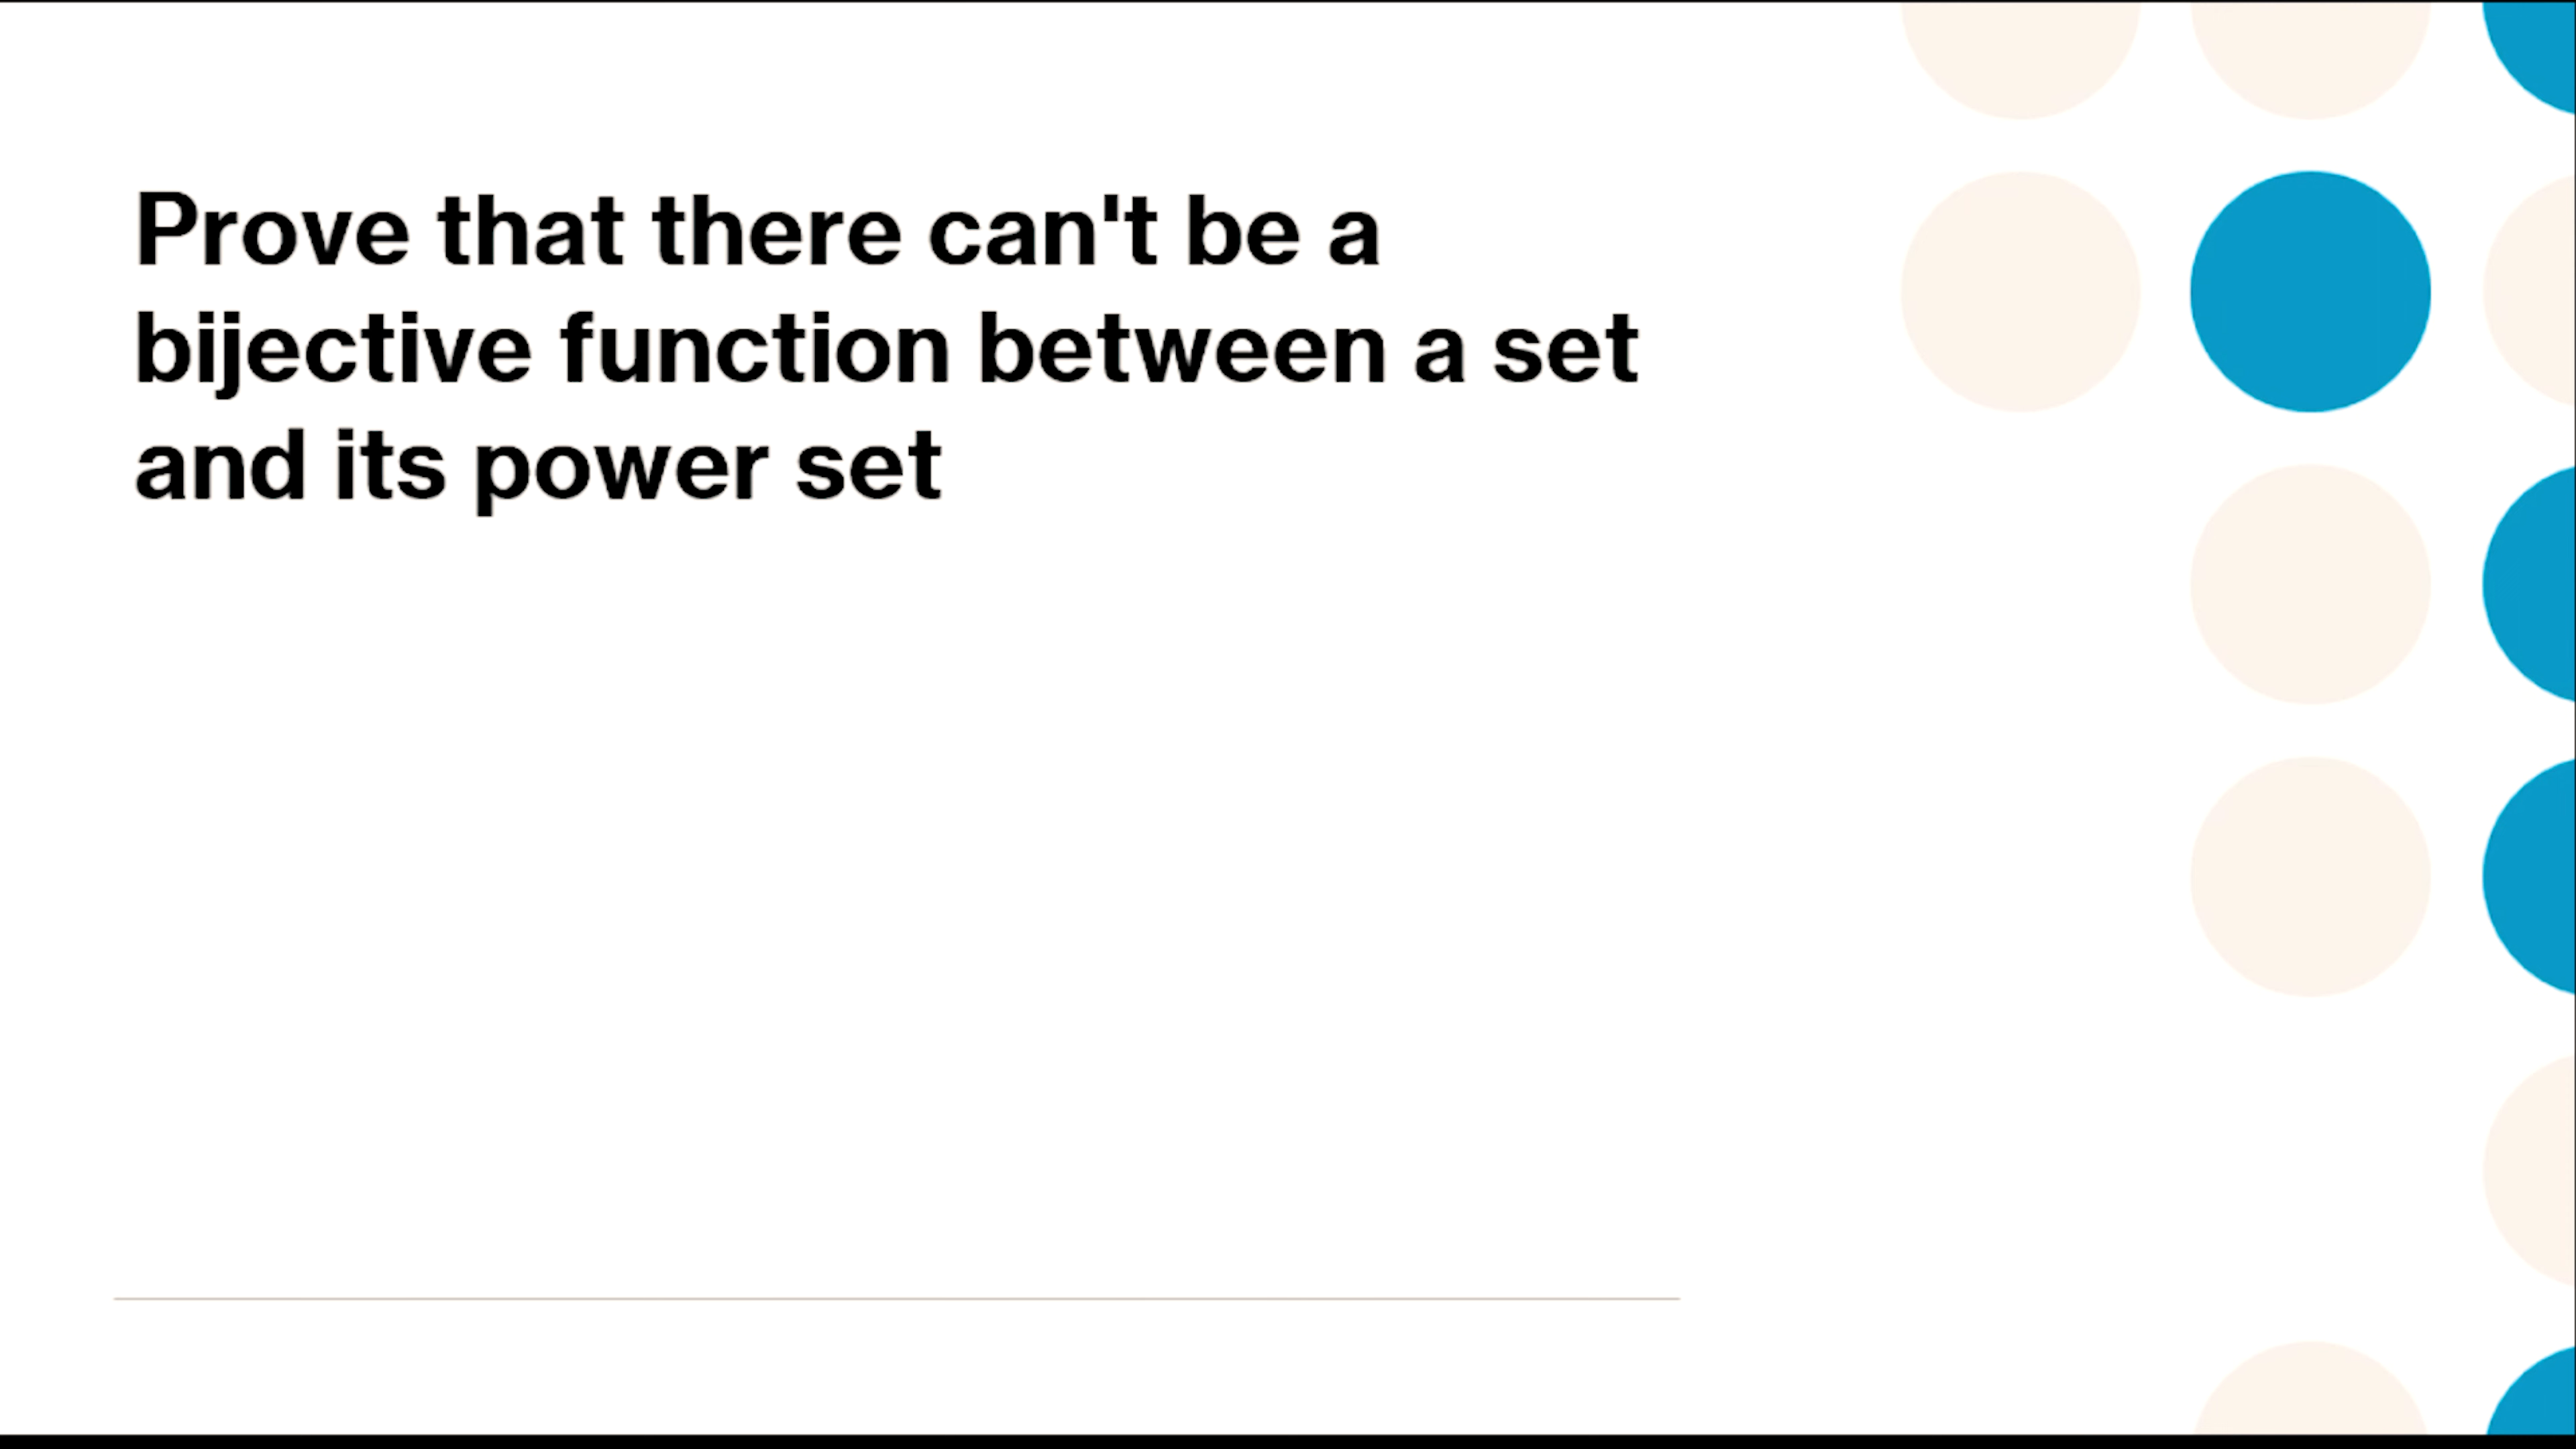 Prove that there can't be a
bijective function between a set
and its power set